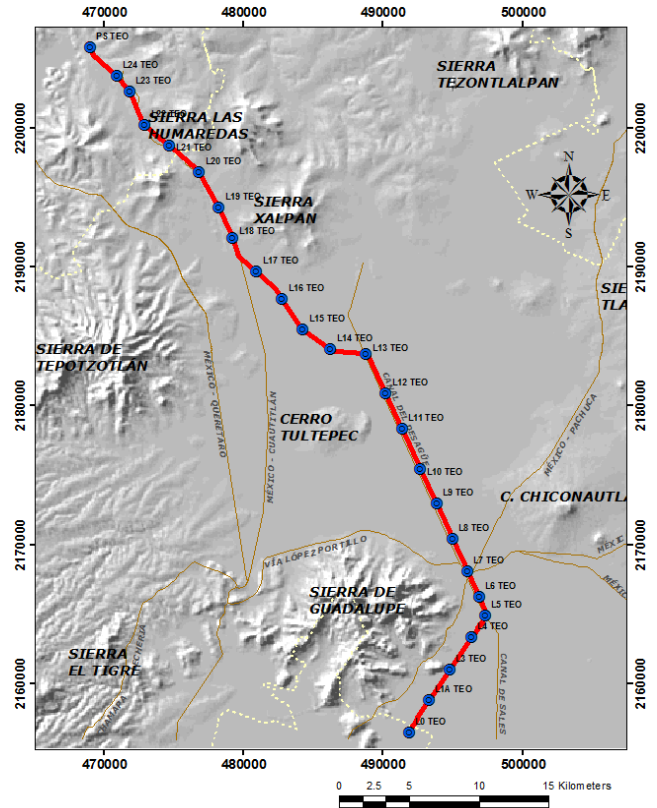 470000 480000 490000 500000
PS TEO
L24 TEO
L23 TEO
SIERRA
TEZONTLALPAN
2200000
2200000
SIERRA LAS
HUMAREDAS
L21 TEO
L20 TEO
N
W
E
S
L19 TEO
SIERRA
XALPAN
L18 TEO
2190000
2190000
L17 TEO
L16 TEO
SIE
TLA
L15 TEO
L14 TEO
L13 TEO
SIERRA DE
TEPOTZOTLÁN
MÉXICO - QUERETARO
MÉXICO - CUAUTITLÁN
CANAL DEL DESAGÜE
MÉXICO - PACHUCA
2180000
2180000
L12 TEO
CERRO
TULTEPEC
L11 TEO
L10 TEO
C. CHICONAUTLA
L9 TEO
L8 TEO
2170000
2170000
VÍA LÓPEZ PORTILLO
MÉXIC
MÉXIC
L7 TEO
L6 TEO
SIERRA DE
GUADALUPE
L5 TEO
L4 TEO
SIERRA
EL TIGRE
L3 TEO
CANAL DE SALES
2160000
2160000
L1A TEO
L0 TEO
470000 480000 490000 500000
0 2.5 5 10 15 Kilometers